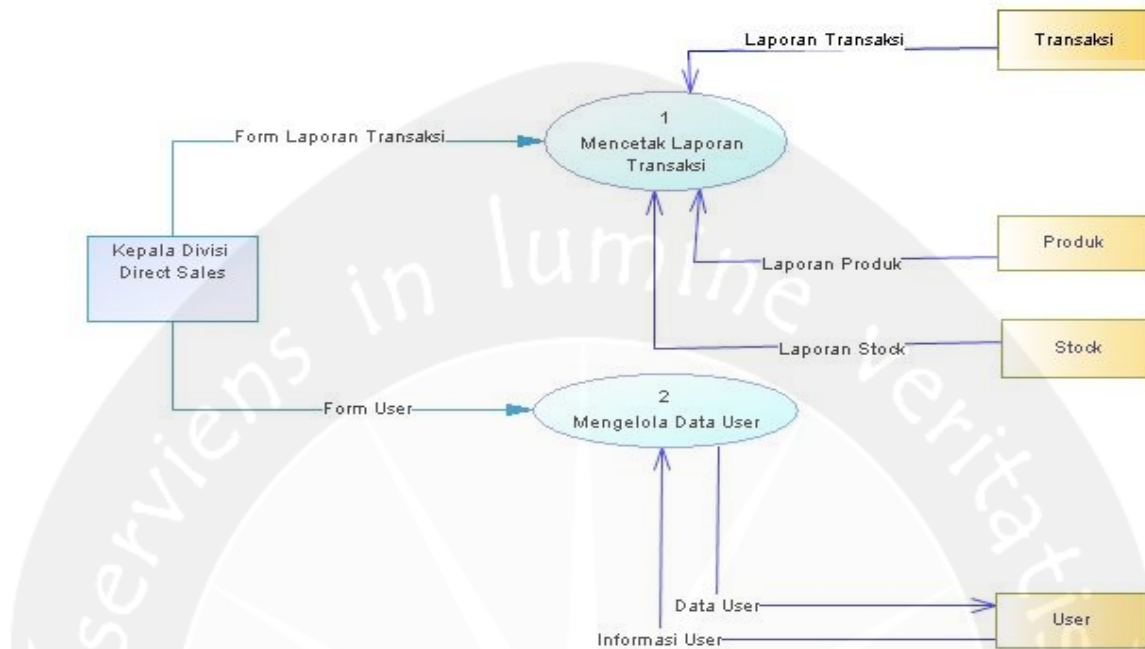 Laporan Transaksi
Transaksi
1
Mencetak Laporan
Transaksi
Form Laporan Transaksi
Kepala Divisi
Direct Sales
Produk
Laporan Produk
Stock
Laporan Stock
2
Mengelola Data User
Form User
Data User
User
Informasi User
serviens in lumine veritatis